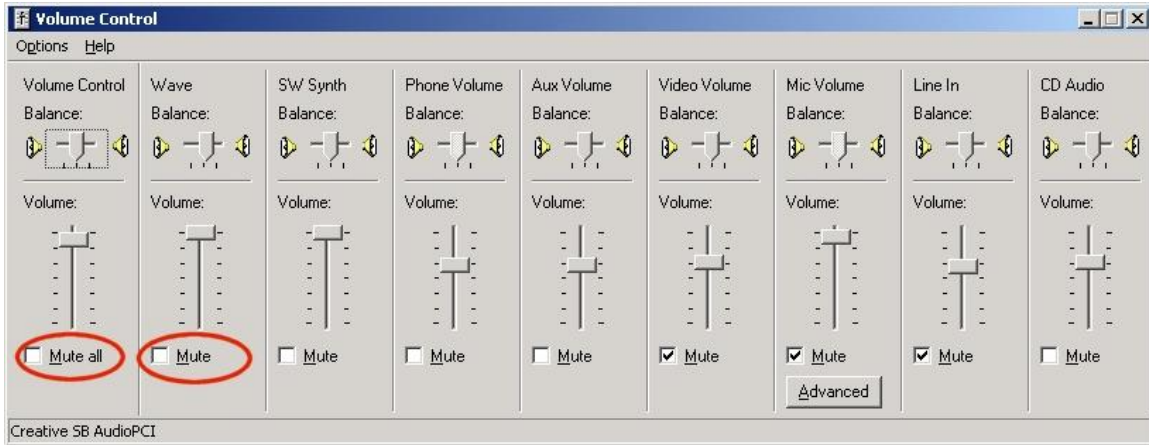 Volume Control
Options Help
Volume Control Wave SW Synth Phone Volume Aux Volume Video Volume Mic Volume Line In CD Audio
Balance: Balance: Balance: Balance: Balance: Balance: Balance: Balance: Balance:
Volume: Volume: Volume: Volume: Volume: Volume: Volume: Volume: Volume:
Mute all Mute Mute Mute Mute Mute Mute Mute Mute
Advanced
Creative SB AudioPCI